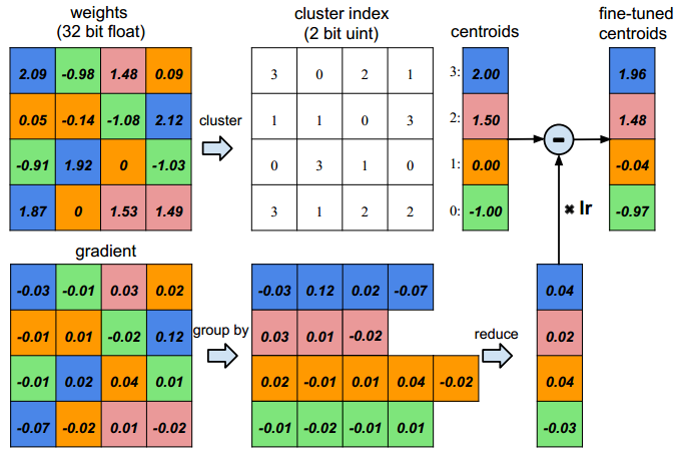 weights
(32 bit float)
cluster index
(2 bit uint)
centroids
fine-tuned
centroids
2.09 -0.98 1.48 0.09
0.05 -0.14 -1.08 2.12
-0.91 1.92 0 -1.03
1.87 0 1.53 1.49
cluster
3 0 2 1
1 1 0 3
0 3 1 0
3 1 2 2
3: 2.00
2: 1.50
1: 0.00
0: -1.00
-
× lr
1.96
1.48
-0.04
-0.97
gradient
-0.03 -0.01 0.03 0.02
-0.01 0.01 -0.02 0.12
-0.01 0.02 0.04 0.01
-0.07 -0.02 0.01 -0.02
group by
-0.03 0.12 0.02 -0.07
0.03 0.01 -0.02
0.02 -0.01 0.01 0.04 -0.02
-0.01 -0.02 -0.01 0.01
reduce
0.04
0.02
0.04
-0.03